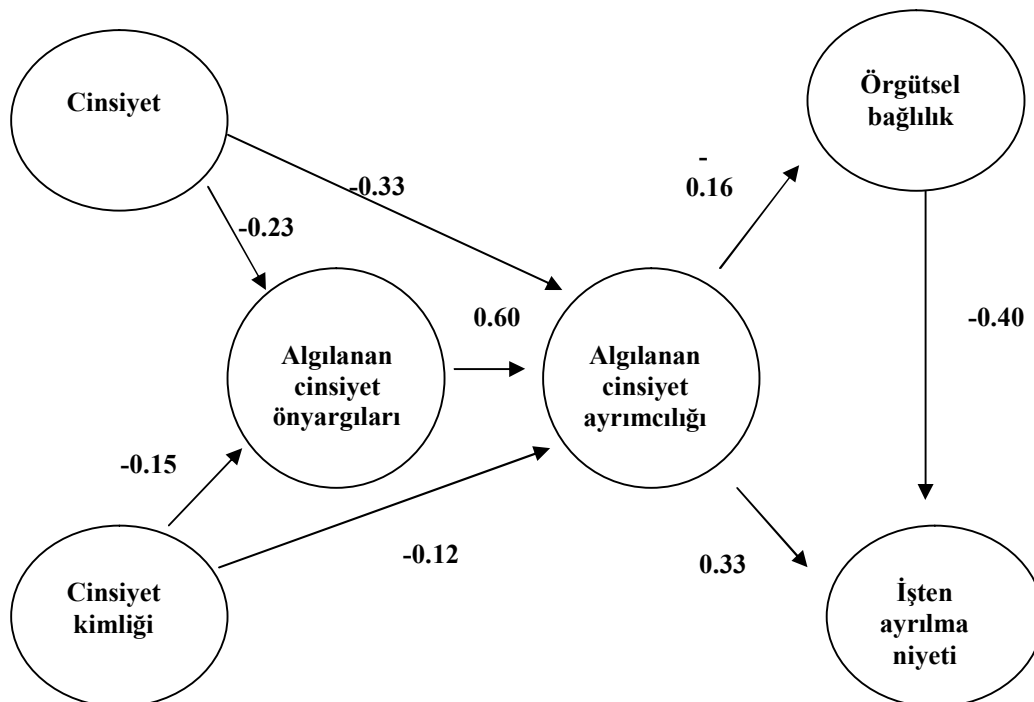 Cinsiyet
Örgütsel
bağlılık
-
0.16
-0.33
-0.23
0.60
-0.40
Algılanan
cinsiyet
önyargıları
Algılanan
cinsiyet
ayrımcılığı
-0.15
-0.12
0.33
Cinsiyet
kimliği
İşten
ayrılma
niyeti